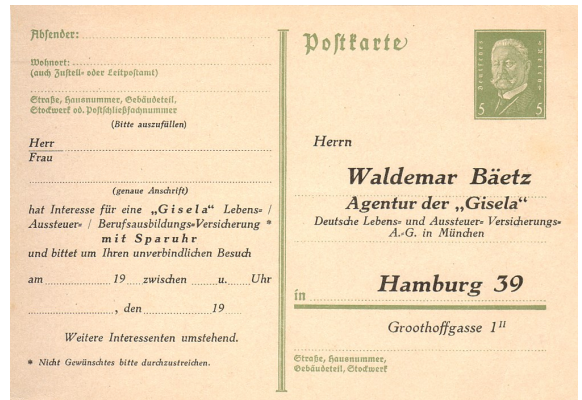 Absender:
Wohnort:
(auch Zustell- oder Leitpostamt)
Straße, Hausnummer, Gebäudeteil,
Stockwerk od. Postschließfachnummer
(Bitte auszufüllen)
Herr
Frau
(genaue Anschrift)
hat Interesse für eine „Gisela“ Lebens- /
Aussteuer- / Berufsausbildungs-Versicherung *
mit Sparuhr
und bittet um Ihren unverbindlichen Besuch
am 19 zwischen u. Uhr
, den 19
Weitere Interessenten umstehend.
* Nicht Gewünschtes bitte durchzustreichen.
Postkarte
Deutsches Reich
5 5
Herrn
Waldemar Bäetz
Agentur der „Gisela“
Deutsche Lebens- und Aussteuer- Versicherungs-
A.-G. in München
in Hamburg 39
Groothoffgasse 1 II
Straße, Hausnummer,
Gebäudeteil, Stockwerk